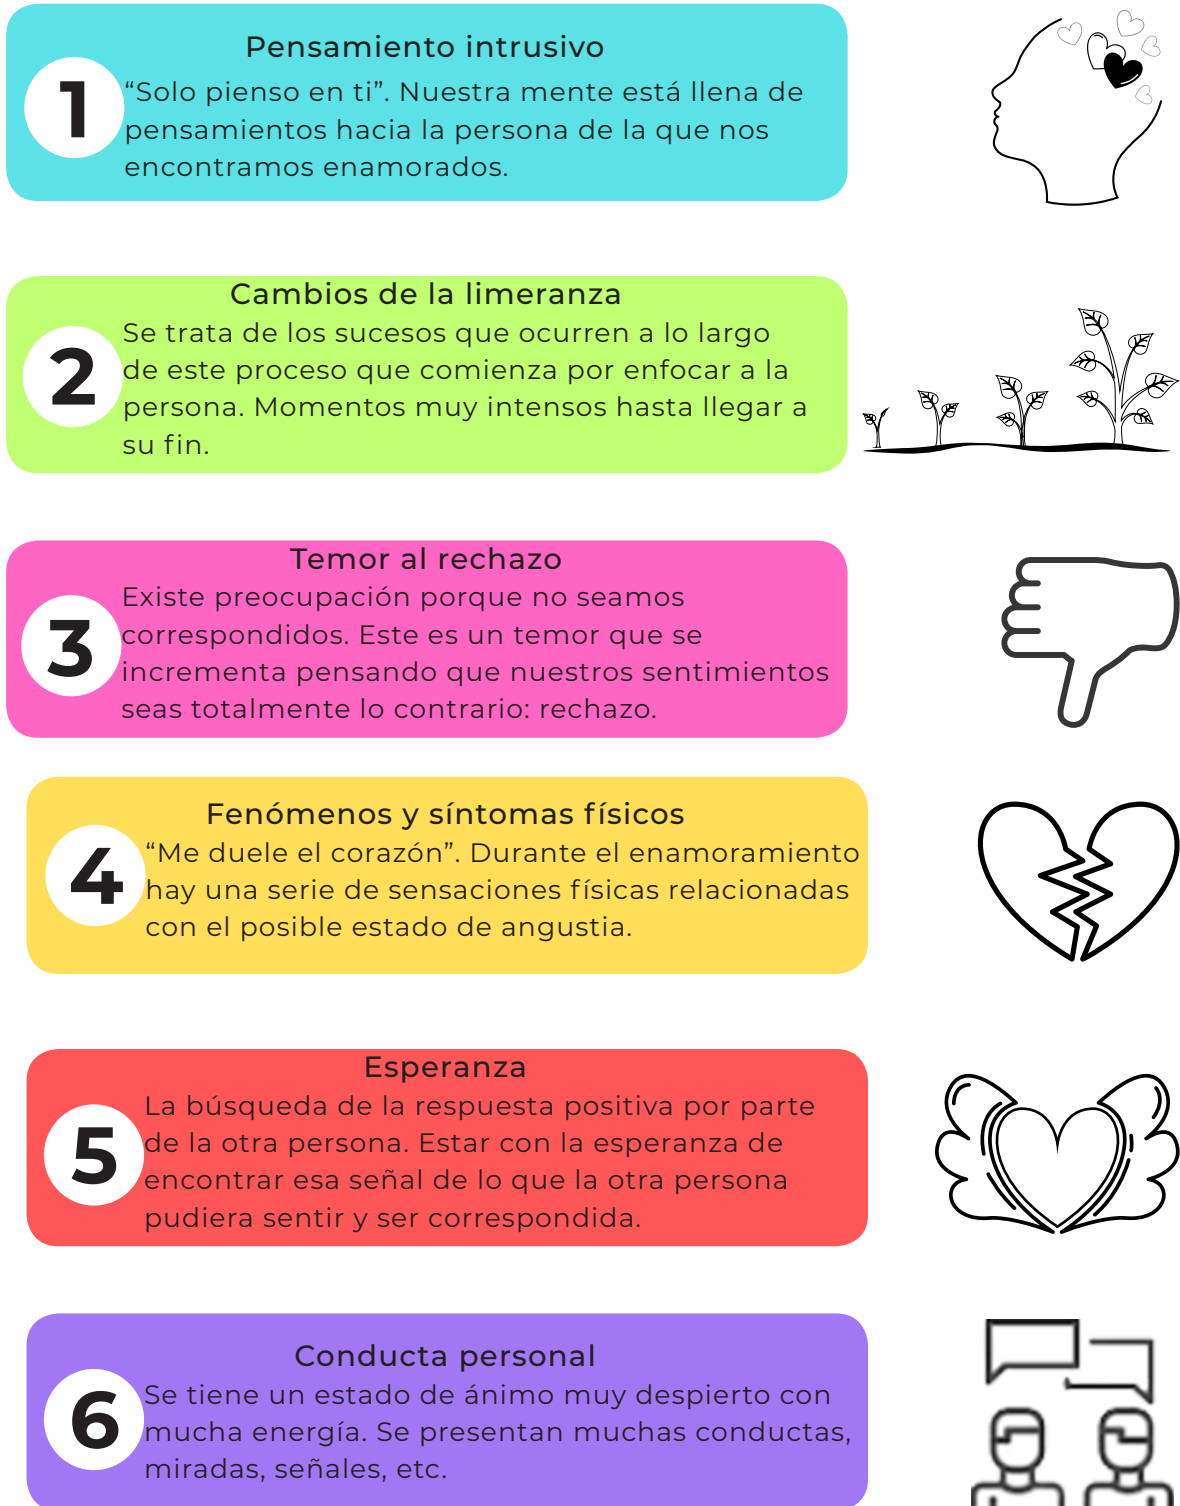 Pensamiento intrusivo
1
“Solo pienso en ti”. Nuestra mente está llena de
pensamientos hacia la persona de la que nos
encontramos enamorados.
Cambios de la limeranza
2
Se trata de los sucesos que ocurren a lo largo
de este proceso que comienza por enfocar a la
persona. Momentos muy intensos hasta llegar a
su fin.
Temor al rechazo
3
Existe preocupación porque no seamos
correspondidos. Este es un temor que se
incrementa pensando que nuestros sentimientos
seas totalmente lo contrario: rechazo.
Fenómenos y síntomas físicos
4
“Me duele el corazón”. Durante el enamoramiento
hay una serie de sensaciones físicas relacionadas
con el posible estado de angustia.
Esperanza
5
La búsqueda de la respuesta positiva por parte
de la otra persona. Estar con la esperanza de
encontrar esa señal de lo que la otra persona
pudiera sentir y ser correspondida.
Conducta personal
6
Se tiene un estado de ánimo muy despierto con
mucha energía. Se presentan muchas conductas,
miradas, señales, etc.